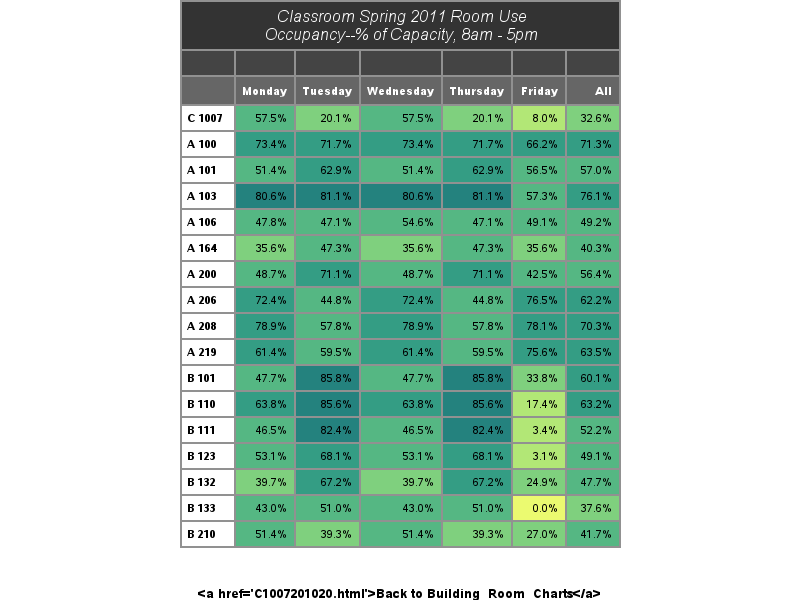 Classroom Spring 2011 Room Use
Occupancy--% of Capacity, 8am - 5pm
Monday Tuesday Wednesday Thursday Friday All
C 1007 57.5% 20.1% 57.5% 20.1% 8.0% 32.6%
A 100 73.4% 71.7% 73.4% 71.7% 66.2% 71.3%
A 101 51.4% 62.9% 51.4% 62.9% 56.5% 57.0%
A 103 80.6% 81.1% 80.6% 81.1% 57.3% 76.1%
A 106 47.8% 47.1% 54.6% 47.1% 49.1% 49.2%
A 164 35.6% 47.3% 35.6% 47.3% 35.6% 40.3%
A 200 48.7% 71.1% 48.7% 71.1% 42.5% 56.4%
A 206 72.4% 44.8% 72.4% 44.8% 76.5% 62.2%
A 208 78.9% 57.8% 78.9% 57.8% 78.1% 70.3%
A 219 61.4% 59.5% 61.4% 59.5% 75.6% 63.5%
B 101 47.7% 85.8% 47.7% 85.8% 33.8% 60.1%
B 110 63.8% 85.6% 63.8% 85.6% 17.4% 63.2%
B 111 46.5% 82.4% 46.5% 82.4% 3.4% 52.2%
B 123 53.1% 68.1% 53.1% 68.1% 3.1% 49.1%
B 132 39.7% 67.2% 39.7% 67.2% 24.9% 47.7%
B 133 43.0% 51.0% 43.0% 51.0% 0.0% 37.6%
B 210 51.4% 39.3% 51.4% 39.3% 27.0% 41.7%
<a href='C1007201020.html'>Back to Building Room Charts</a>